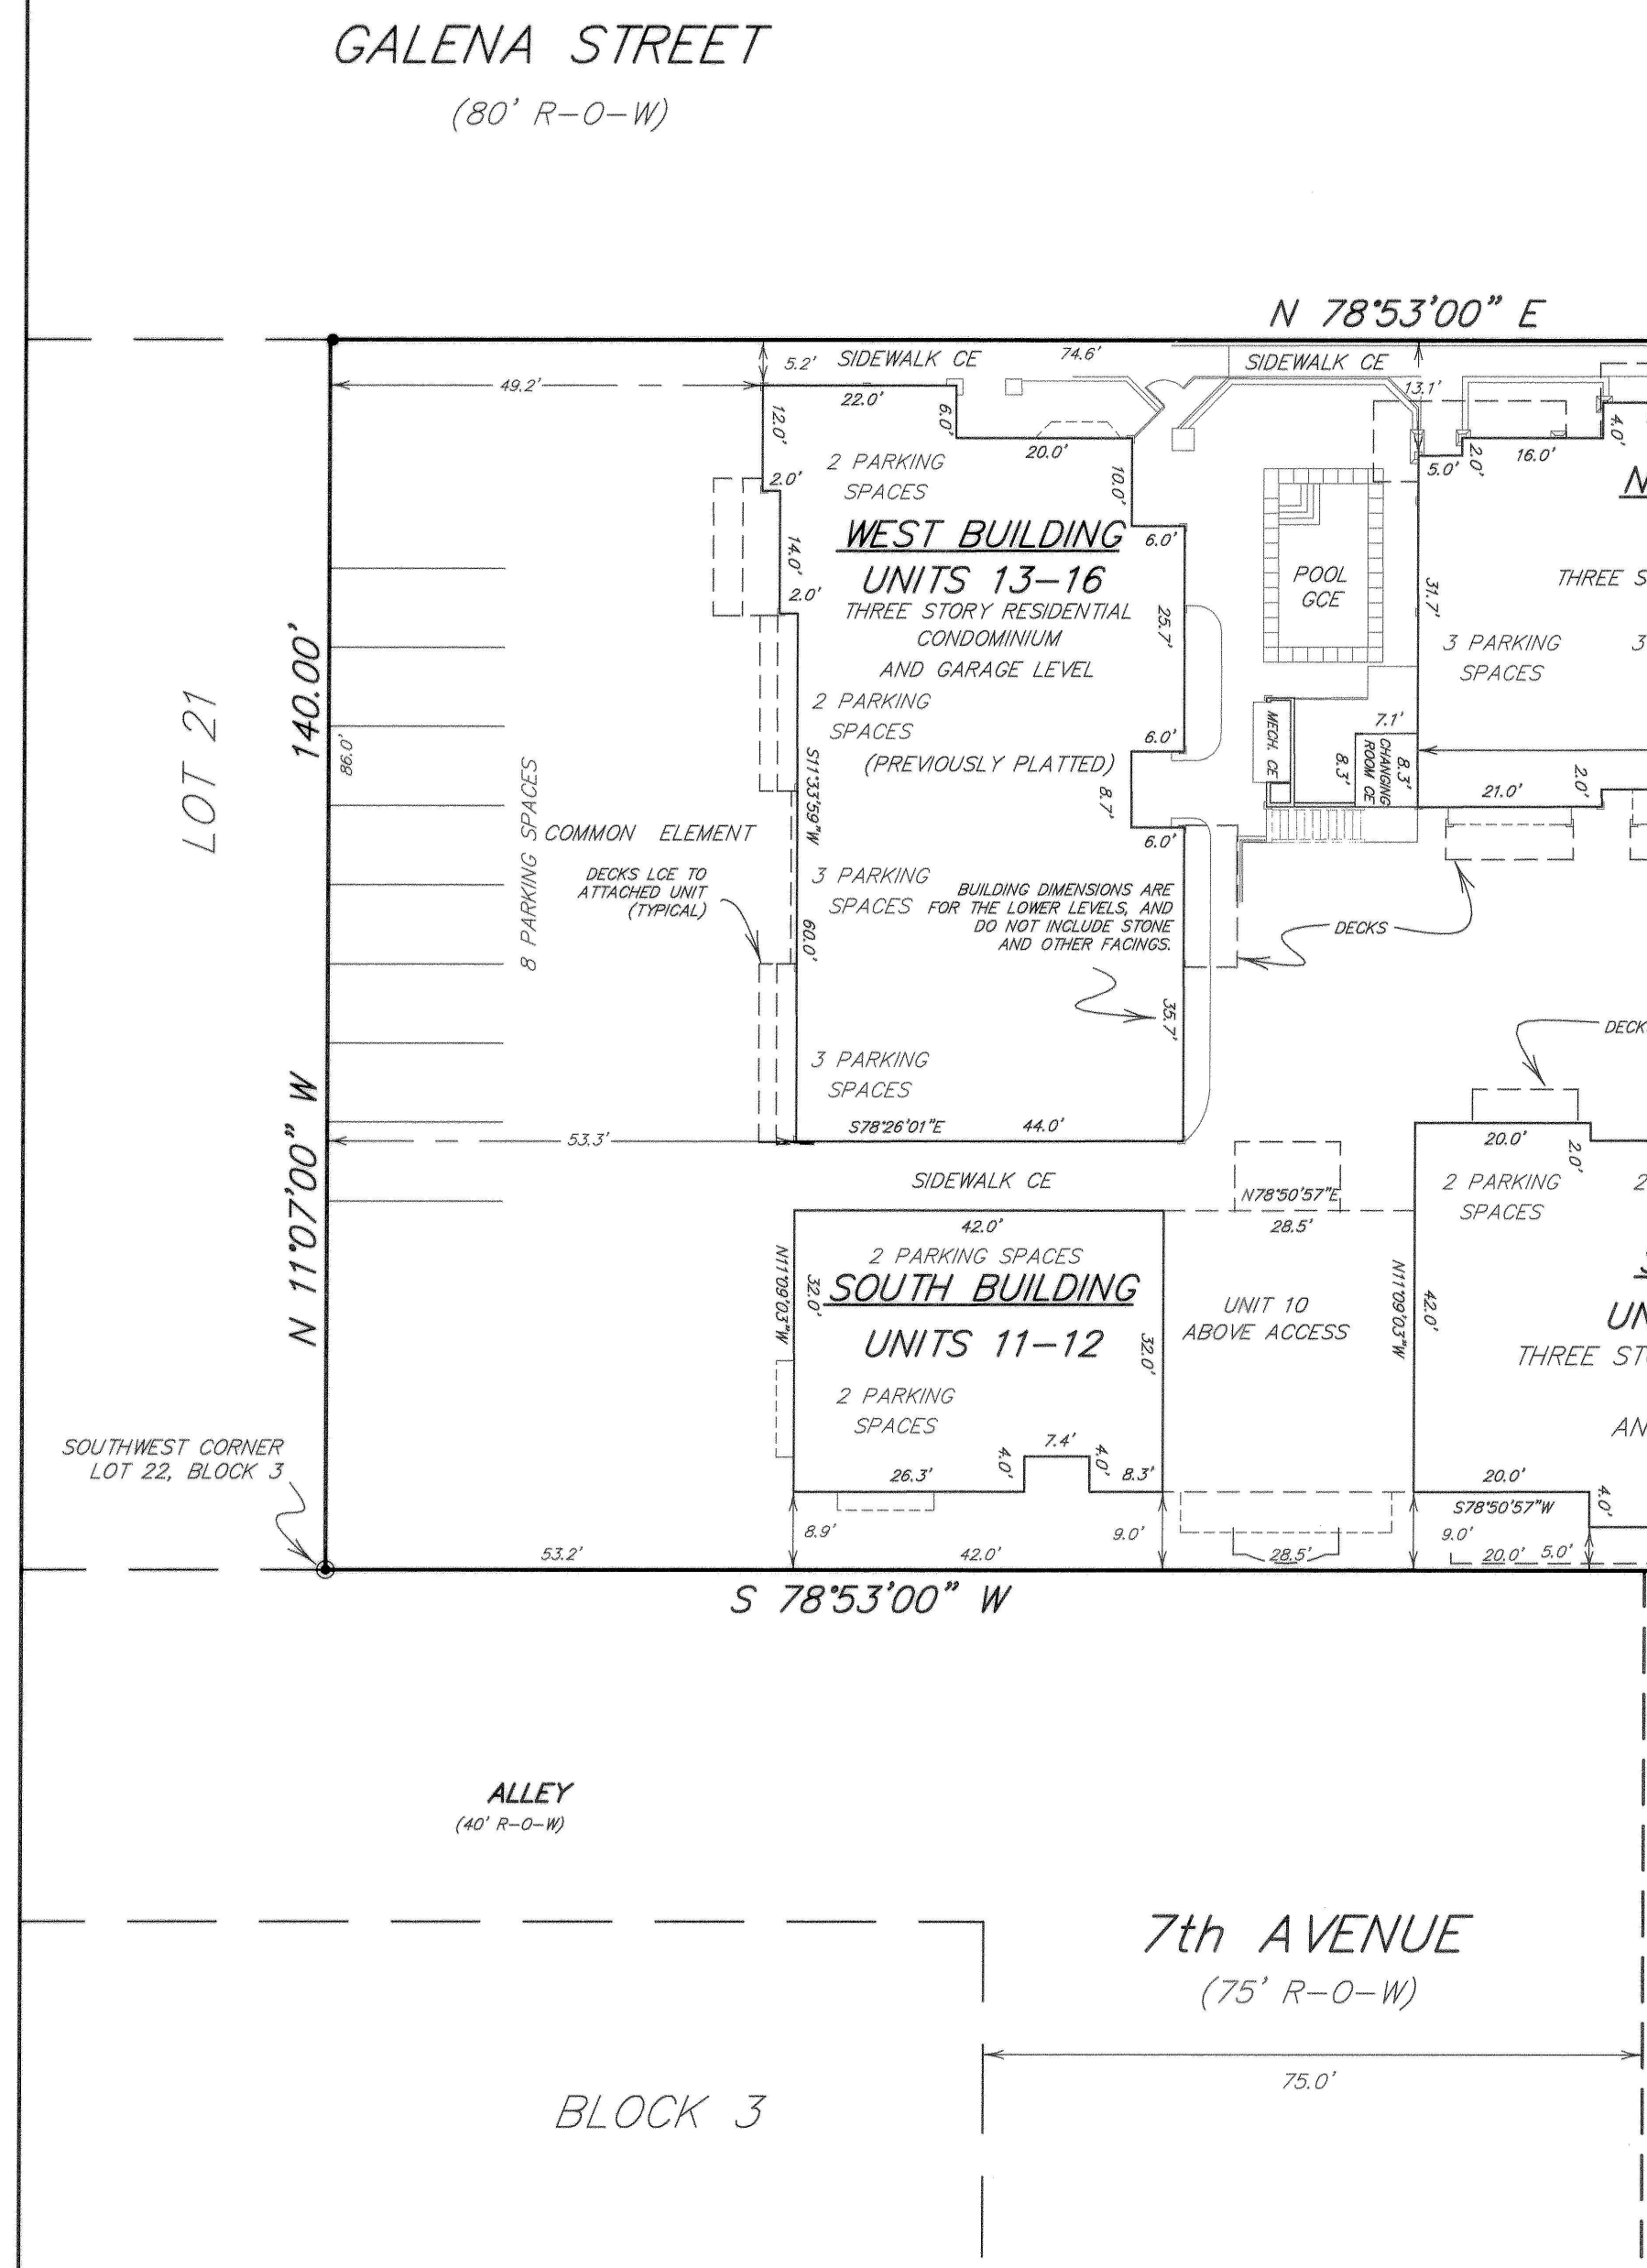 GALENA STREET
(80' R-O-W)
N 78°53'00" E
5.2'
SIDEWALK CE
74.6'
SIDEWALK CE
49.2'
22.0'
13.1'
12.0'
6.0'
20.0'
5.0'
2.0'
16.0'
4.0'
2 PARKING
SPACES
2.0'
10.0'
N
WEST BUILDING
6.0'
UNITS 13-16
14.0'
2.0'
THREE STORY RESIDENTIAL
CONDOMINIUM
AND GARAGE LEVEL
25.7'
POOL
GCE
31.7'
THREE S
3 PARKING
SPACES
3
2 PARKING
SPACES
(PREVIOUSLY PLATTED)
6.0'
8.7'
6.0'
MECH. CE
7.1'
8.3'
CHANGING
ROOM CE
8.3'
21.0'
2.0'
LOT 21
140.00'
86.0'
N 11°07'00" W
8 PARKING SPACES
COMMON ELEMENT
S11°33'59"W
60.0'
DECKS LCE TO
ATTACHED UNIT
(TYPICAL)
3 PARKING
SPACES
BUILDING DIMENSIONS ARE
FOR THE LOWER LEVELS, AND
DO NOT INCLUDE STONE
AND OTHER FACINGS.
DECKS
35.7'
DECK
3 PARKING
SPACES
S78°26'01"E
44.0'
53.3'
SIDEWALK CE
N78°50'57"E
28.5'
20.0'
2.0'
2 PARKING
SPACES
2
42.0'
2 PARKING SPACES
N11°09'03"W
32.0'
SOUTH BUILDING
UNITS 11-12
32.0'
UNIT 10
ABOVE ACCESS
N11°09'03"W
42.0'
UN
THREE ST
AN
2 PARKING
SPACES
SOUTHWEST CORNER
LOT 22, BLOCK 3
26.3'
4.0'
7.4'
4.0'
8.3'
20.0'
S78°50'57"W
4.0'
8.9'
9.0'
9.0'
53.2'
42.0'
28.5'
20.0'
5.0'
S 78°53'00" W
ALLEY
(40' R-O-W)
7th AVENUE
(75' R-O-W)
75.0'
BLOCK 3